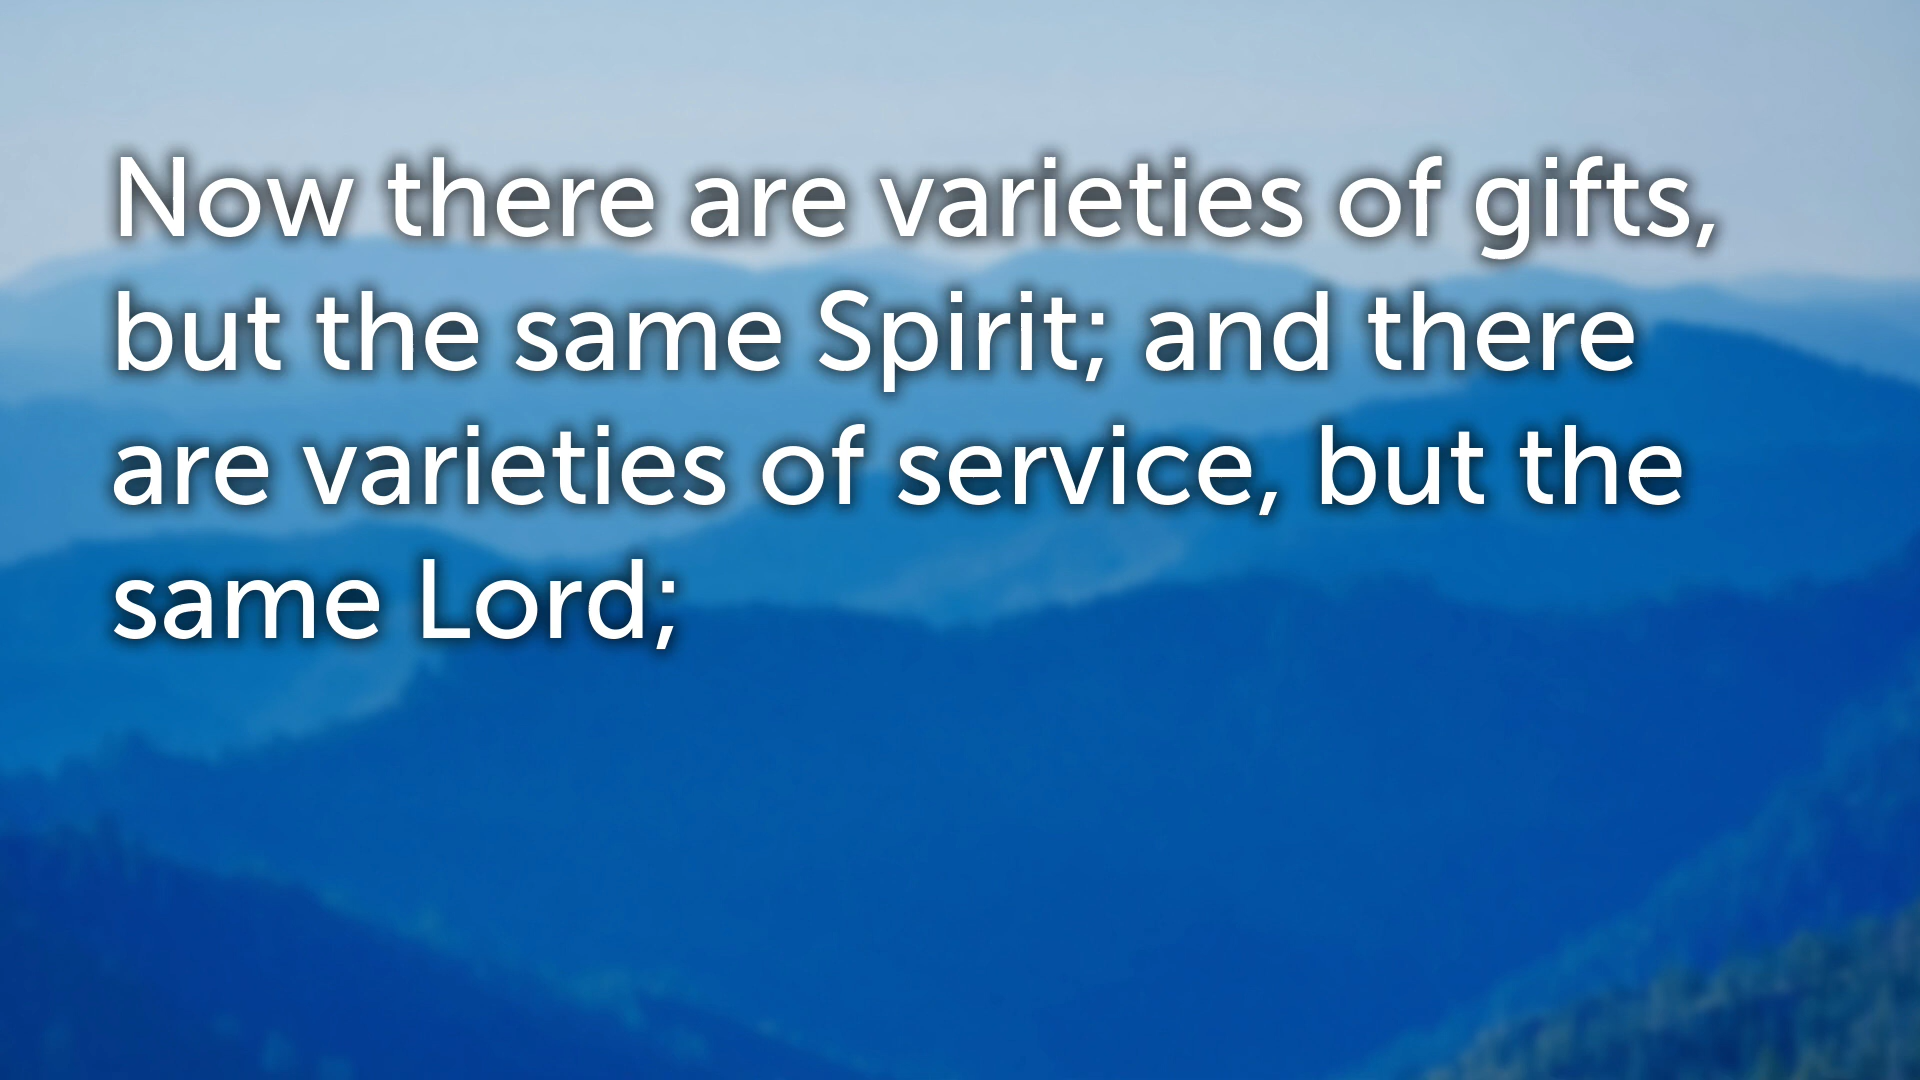 Now there are varieties of gifts,
but the same Spirit; and there
are varieties of service, but the
same Lord;